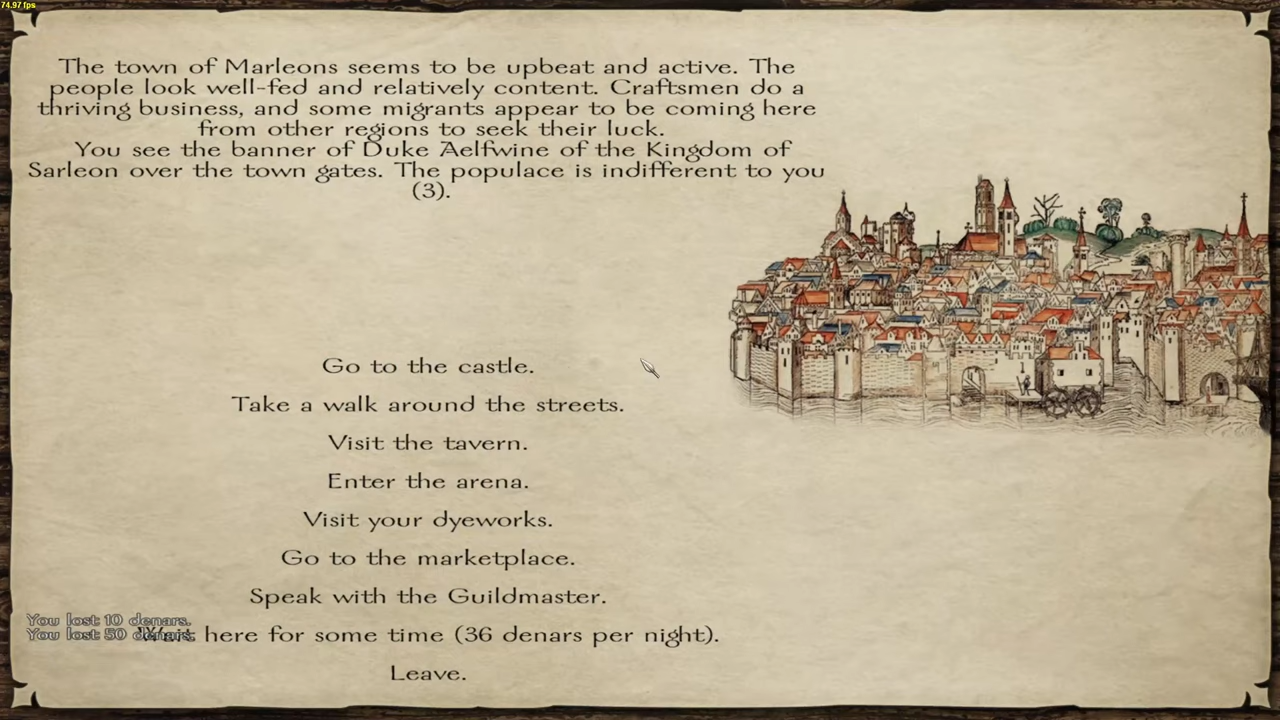 74.97 fps
The town of Marleons seems to be upbeat and active. The
people look well-fed and relatively content. Craftsmen do a
thriving business, and some migrants appear to be coming here
from other regions to seek their luck.
You see the banner of Duke Aelfwine of the Kingdom of
Sarleon over the town gates. The populace is indifferent to you
(3).
Go to the castle.
Take a walk around the streets.
Visit the tavern.
Enter the arena.
Visit your dyeworks.
Go to the marketplace.
Speak with the Guildmaster.
You lost 10 denars.
You lost 50 denars.
Wait here for some time (36 denars per night).
Leave.